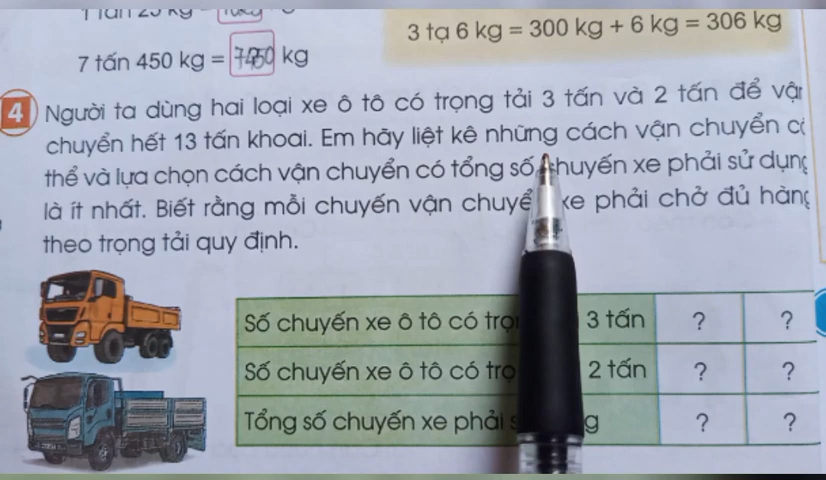 3 tạ 6 kg = 300 kg + 6 kg = 306 kg
7 tấn 450 kg = 7450 kg
4 Người ta dùng hai loại xe ô tô có trọng tải 3 tấn và 2 tấn để vận
chuyển hết 13 tấn khoai. Em hãy liệt kê những cách vận chuyển có
thể và lựa chọn cách vận chuyển có tổng số chuyến xe phải sử dụng
là ít nhất. Biết rằng mỗi chuyến vận chuyển xe phải chở đủ hàng
theo trọng tải quy định.
Số chuyến xe ô tô có trọ 3 tấn ? ?
Số chuyến xe ô tô có trọ 2 tấn ? ?
Tổng số chuyến xe phải s g ? ?